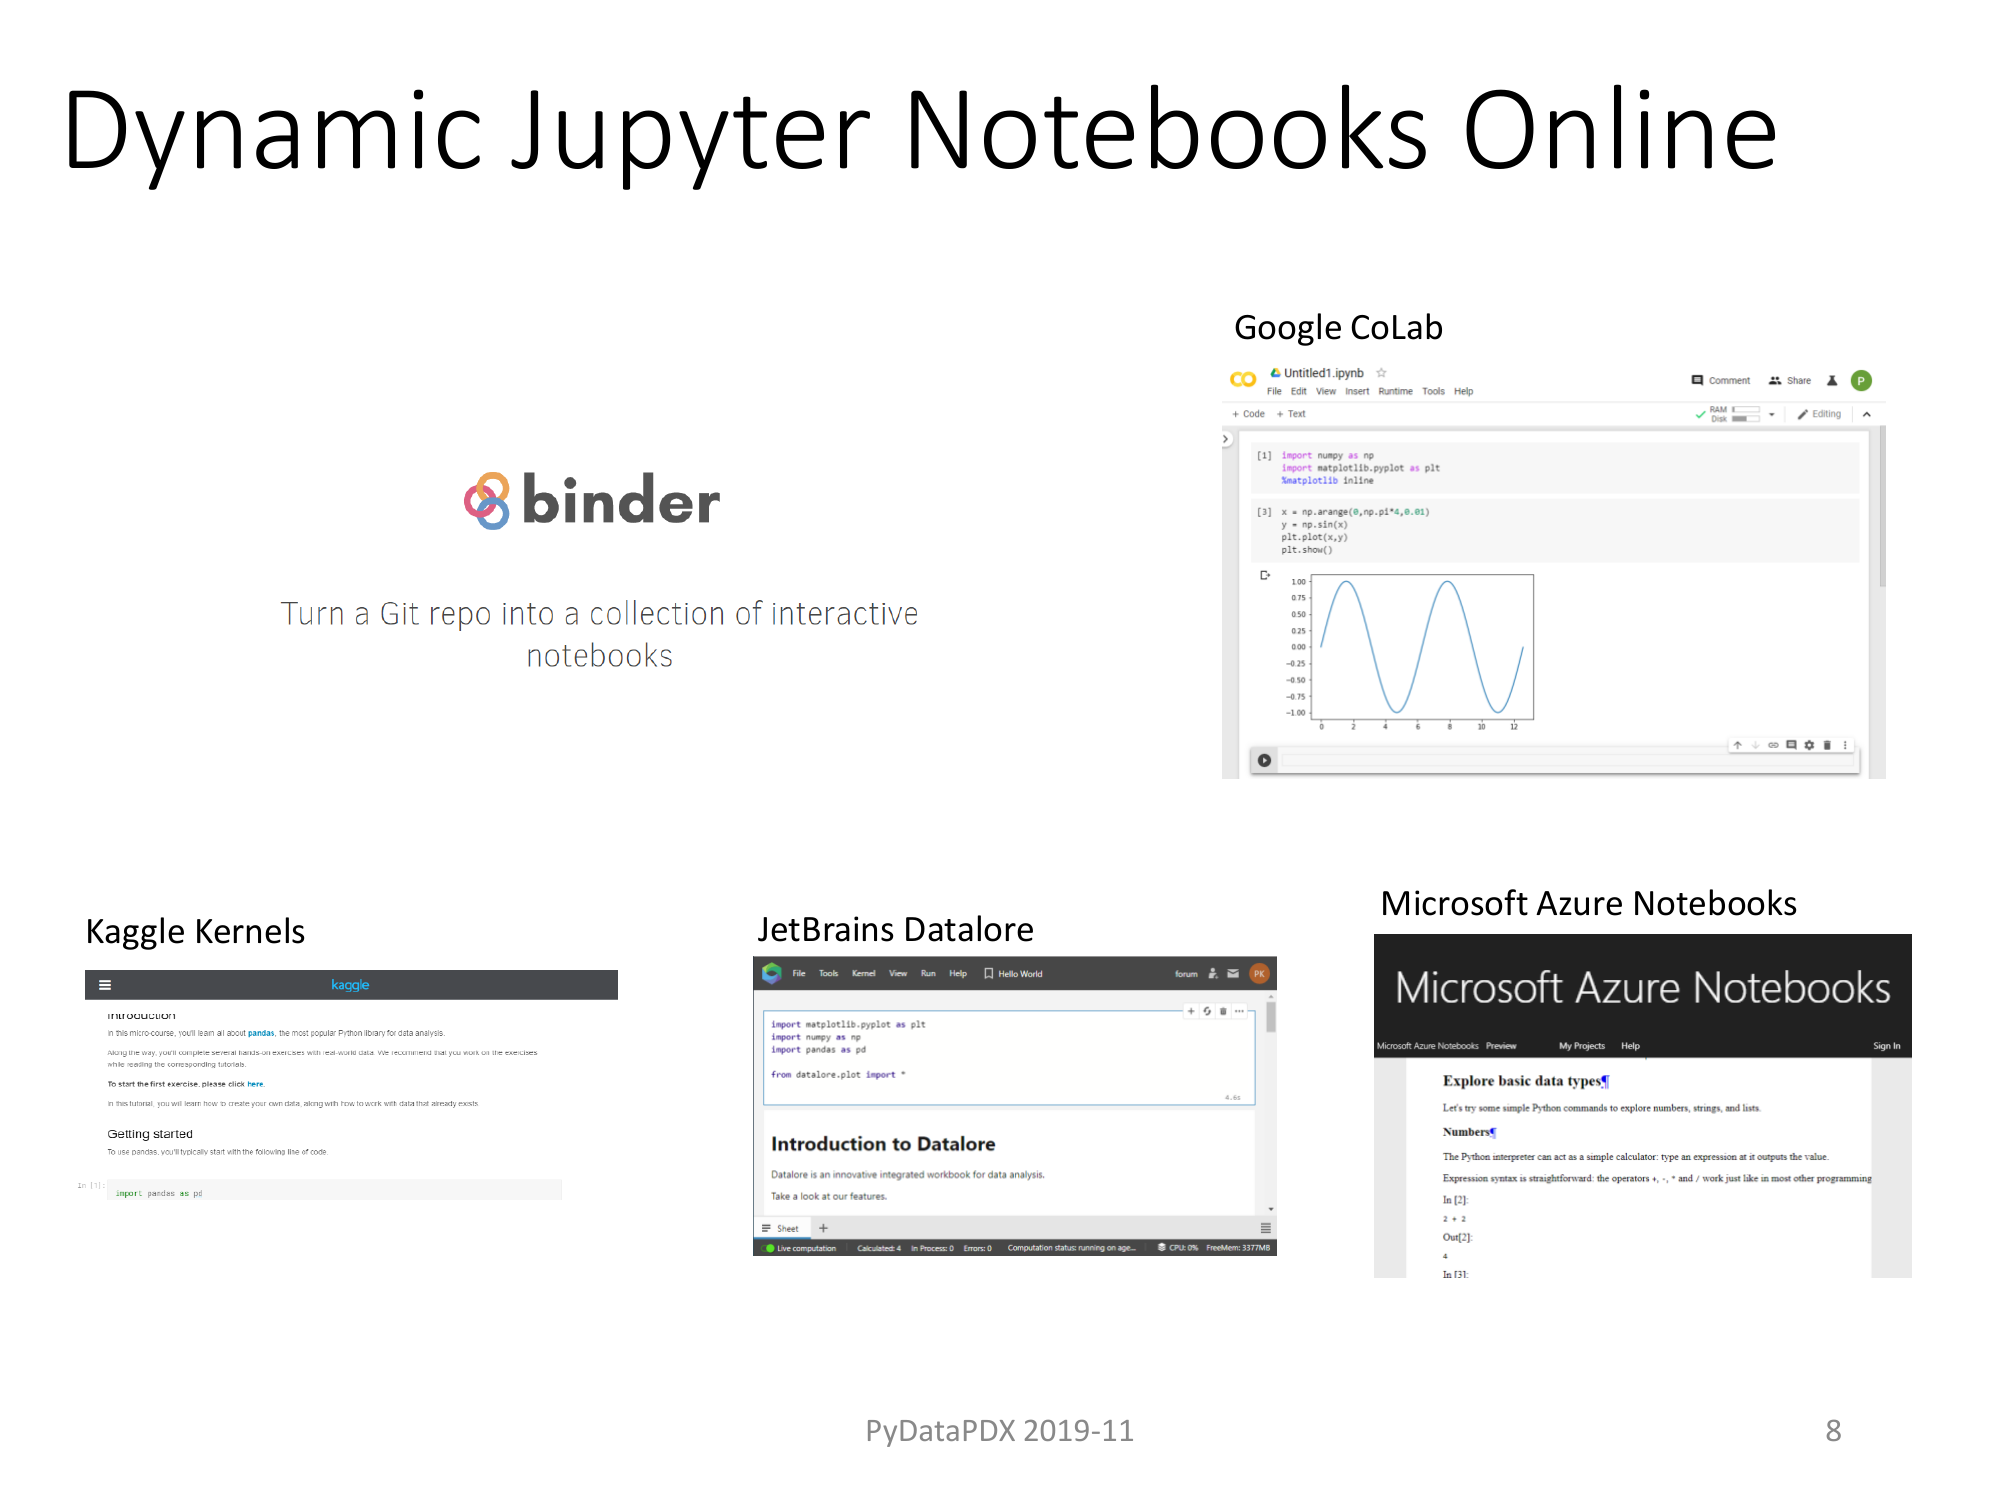 Dynamic Jupyter Notebooks Online
binder
Turn a Git repo into a collection of interactive
notebooks
Google CoLab
CO Untitled1.ipynb
File Edit View Insert Runtime Tools Help
Comment Share P
+ Code + Text
RAM
Disk
Editing
[1] import numpy as np
import matplotlib.pyplot as plt
%matplotlib inline
[3] x = np.arange(0,np.pi*4,0.01)
y = np.sin(x)
plt.plot(x,y)
plt.show()
1.00
0.75
0.50
0.25
0.00
−0.25
−0.50
−0.75
−1.00
0 2 4 6 8 10 12
Kaggle Kernels
kaggle
Introduction
In this micro-course, you'll learn all about pandas, the most popular Python library for data analysis.
Along the way, you'll complete several hands-on exercises with real-world data. We recommend that you work on the exercises
while reading the corresponding tutorials.
To start the first exercise, please click here.
In this tutorial, you will learn how to create your own data, along with how to work with data that already exists.
Getting started
To use pandas, you'll typically start with the following line of code.
In [1]:
import pandas as pd
JetBrains Datalore
File Tools Kernel View Run Help Hello World
forum PK
import matplotlib.pyplot as plt
import numpy as np
import pandas as pd
from datalore.plot import *
4.6s
Introduction to Datalore
Datalore is an innovative integrated workbook for data analysis.
Take a look at our features.
Sheet +
Live computation Calculated: 4 In Process: 0 Errors: 0 Computation status: running on age... CPU: 0% FreeMem: 3377MB
Microsoft Azure Notebooks
Microsoft Azure Notebooks
Microsoft Azure Notebooks Preview My Projects Help Sign In
Explore basic data types¶
Let's try some simple Python commands to explore numbers, strings, and lists.
Numbers¶
The Python interpreter can act as a simple calculator: type an expression at it outputs the value.
Expression syntax is straightforward: the operators +, -, * and / work just like in most other programming
In [2]:
2 + 2
Out[2]:
4
In [3]:
PyDataPDX 2019-11
8